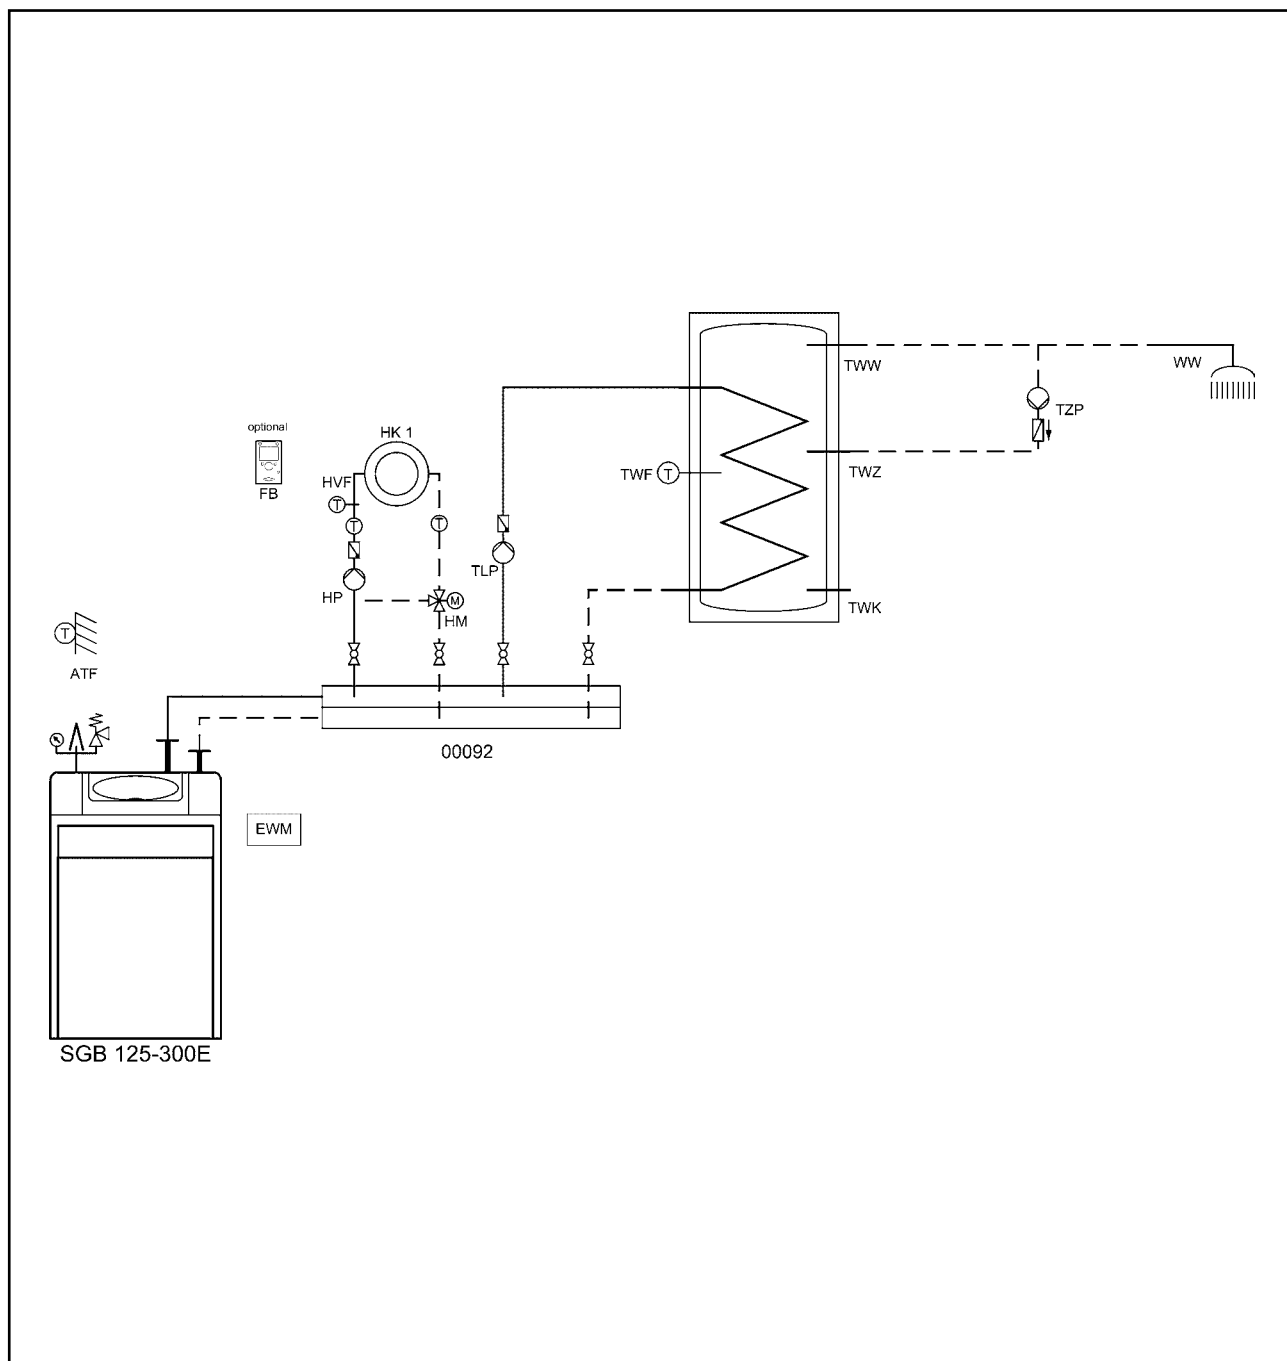 TWW
WW
TZP
optional
HK 1
TWZ
TWF
T
HVF
FB
T
T
T
TLP
HP
M
HM
TWK
T
ATF
00092
EWM
SGB 125-300E